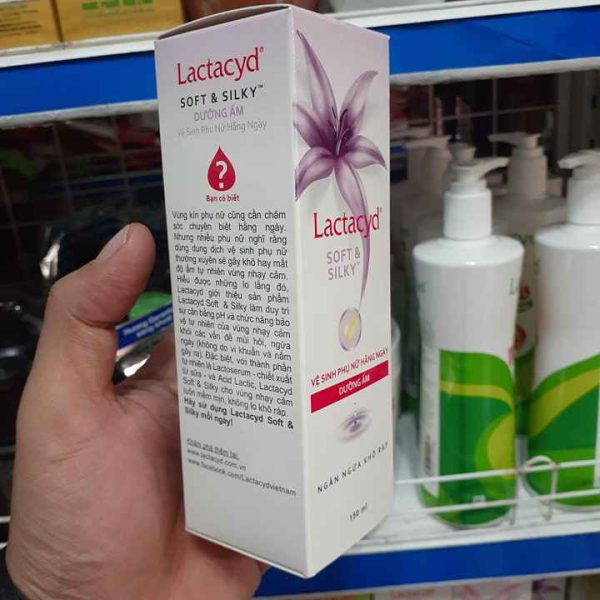 Lactacyd®
SOFT & SILKY™
DƯỠNG ẨM
Vệ Sinh Phụ Nữ Hằng Ngày
?
Bạn có biết
Vùng kín phụ nữ cũng cần chăm
sóc chuyên biệt hằng ngày.
Nhưng nhiều phụ nữ nghĩ rằng
dùng dung dịch vệ sinh phụ nữ
thường xuyên sẽ gây khô hay mất
độ ẩm tự nhiên vùng nhạy cảm.
Hiểu được những lo lắng đó,
Lactacyd giới thiệu sản phẩm
Lactacyd Soft & Silky làm duy trì
sự cân bằng pH và chức năng bảo
vệ tự nhiên của vùng nhạy cảm
khỏi các vấn đề mùi hôi, ngứa
ngáy (không do vi khuẩn và nấm
gây ra). Đặc biệt, với thành phần
tự nhiên là Lactoserum - chiết xuất
từ sữa - và Acid Lactic, Lactacyd
Soft & Silky cho vùng nhạy cảm
luôn mềm mịn, không lo khô ráp.
Hãy sử dụng Lactacyd Soft &
Silky mỗi ngày!
Khám phá thêm tại:
www.lactacyd.com.vn
www.facebook.com/Lactacydvietnam
Lactacyd®
SOFT &
SILKY™
VỆ SINH PHỤ NỮ HẰNG NGÀY
DƯỠNG ẨM
NGĂN NGỪA KHÔ RÁP
150 ml